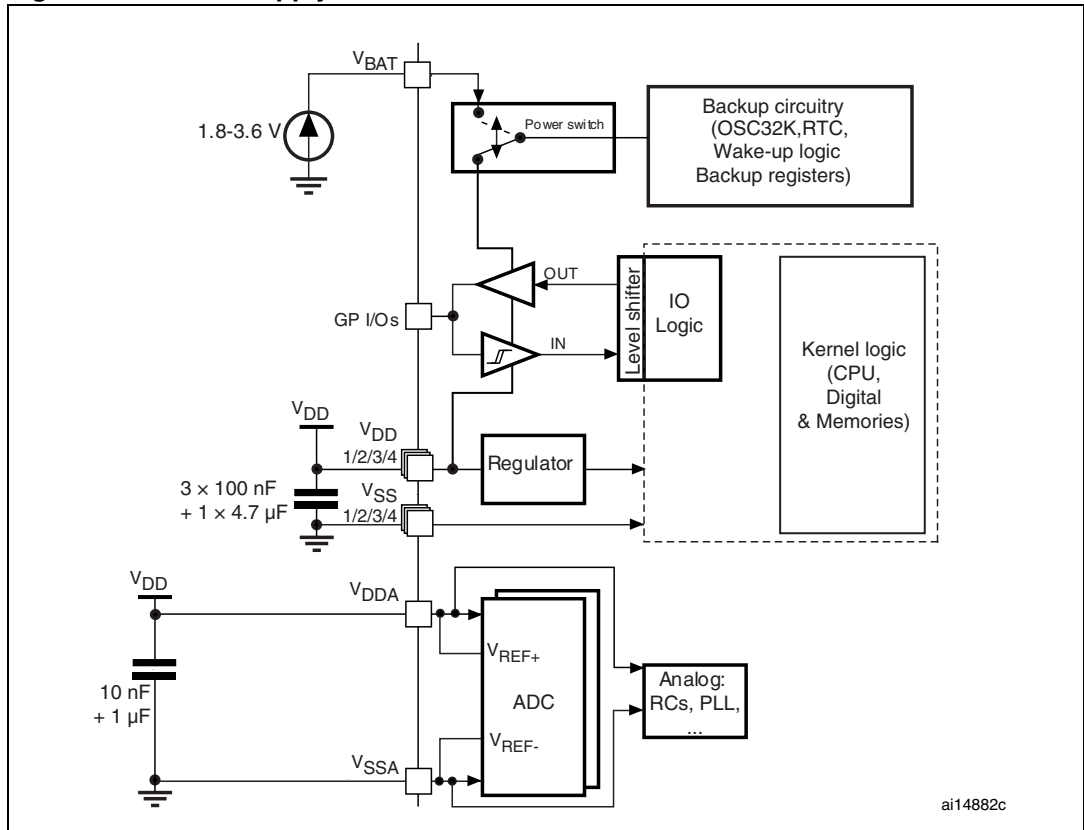 VBAT
1.8-3.6 V
Power switch
Backup circuitry
(OSC32K,RTC,
Wake-up logic
Backup registers)
GP I/Os
OUT
IN
Level shifter
IO
Logic
Kernel logic
(CPU,
Digital
& Memories)
VDD
VDD
1/2/3/4
Regulator
VSS
1/2/3/4
3 × 100 nF
+ 1 × 4.7 µF
VDD
VDDA
VREF+
ADC
VREF-
Analog:
RCs, PLL,
...
10 nF
+ 1 µF
VSSA
ai14882c